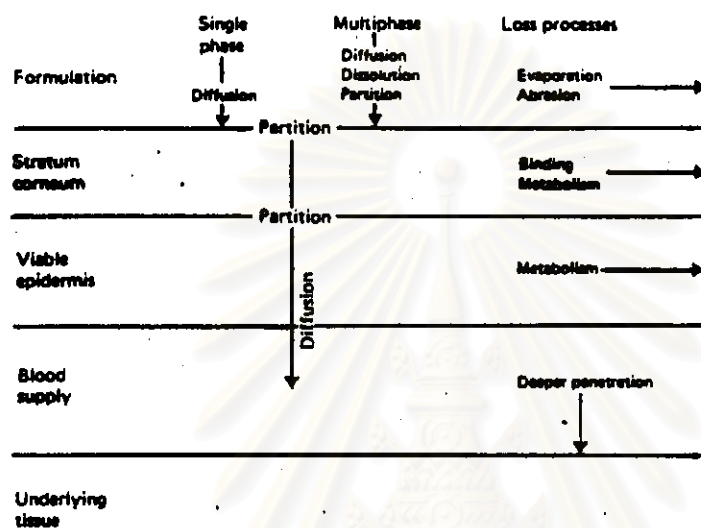 Single
phase
Multiphase
Loss processes
Formulation
Diffusion
Diffusion
Dissolution
Partition
Evaporation
Abrasion
Partition
Stratum
corneum
Binding
Metabolism
Partition
Viable
epidermis
Metabolism
Diffusion
Blood
supply
Deeper penetration
Underlying
tissue